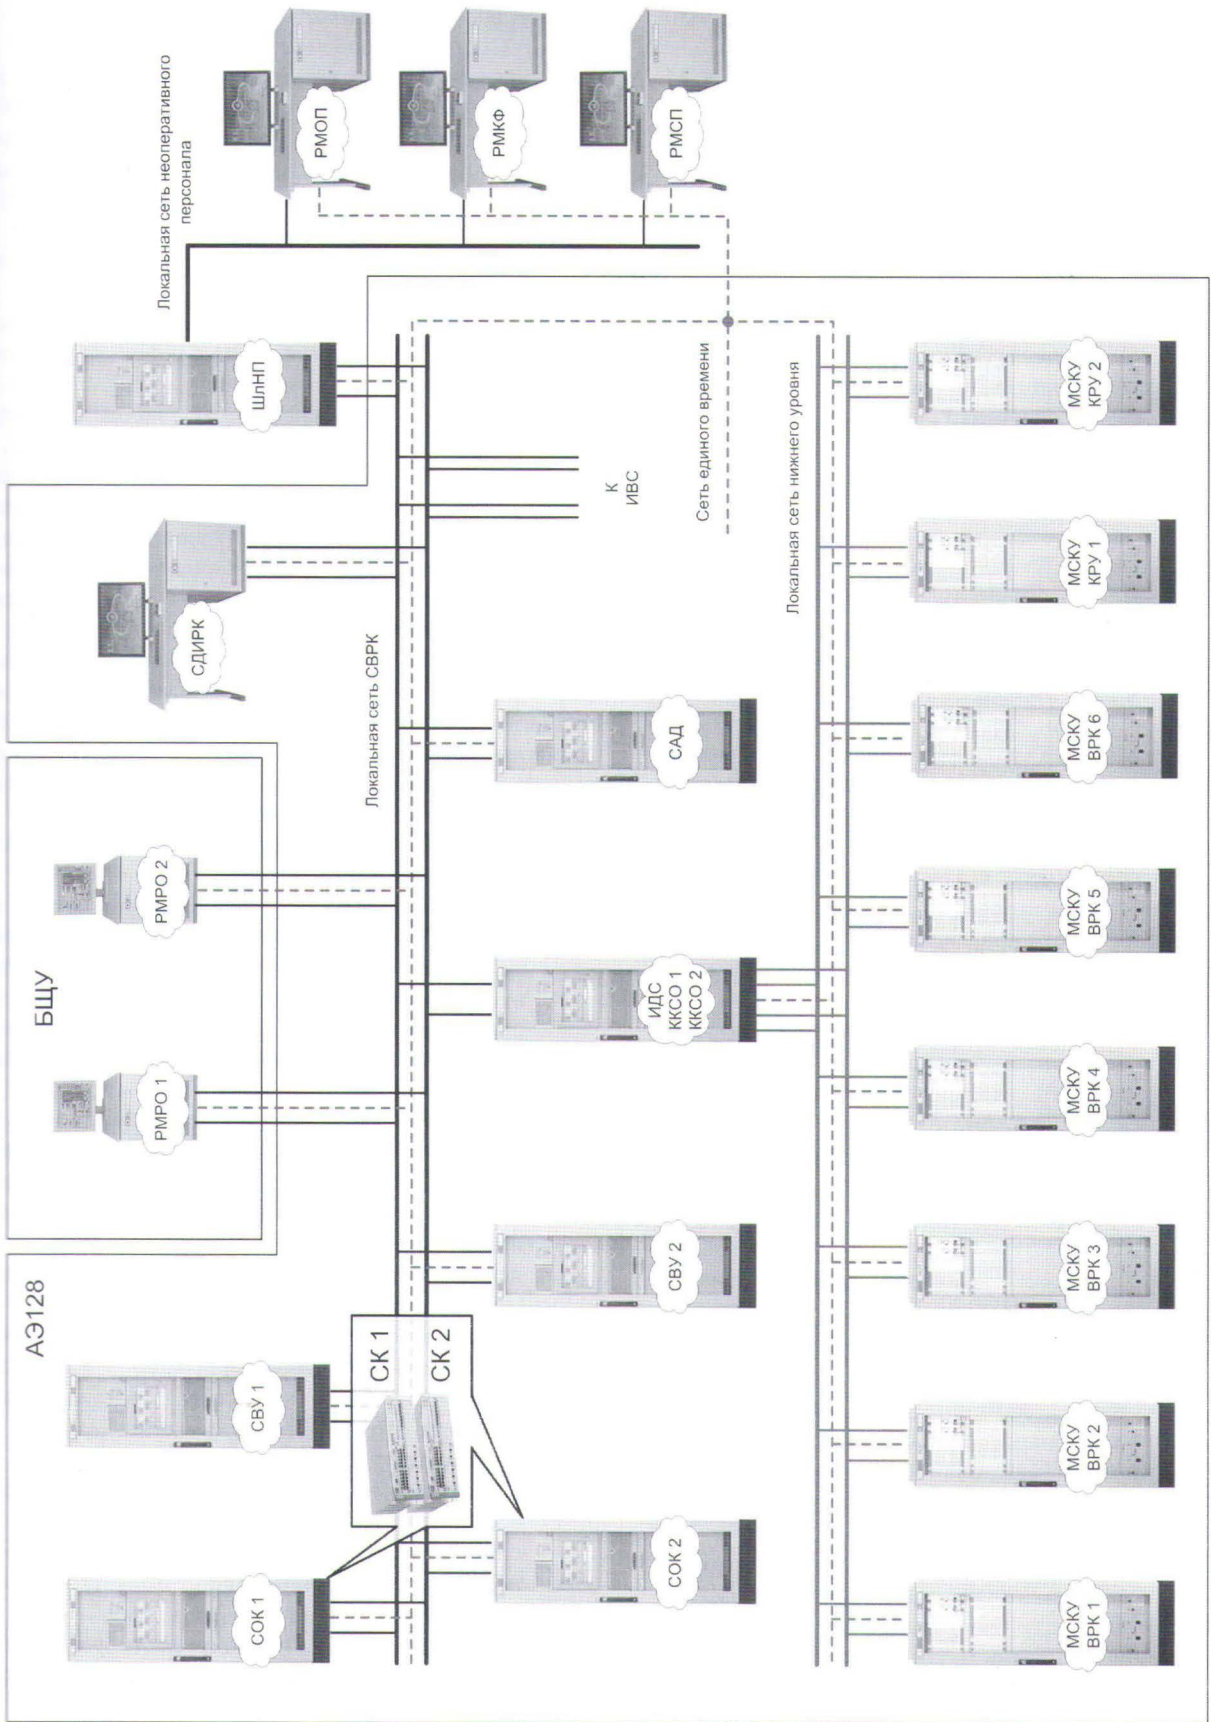 АЭ128
БЩУ
СОК 1
СВУ 1
РМРО 1
РМРО 2
СДИРК
ШлНП
Локальная сеть неоперативного
персонала
РМОП
РМКФ
РМСП
СК 1
СК 2
Локальная сеть СВРК
СОК 2
СВУ 2
ИДС
ККСО 1
ККСО 2
САД
К
ИВС
Сеть единого времени
Локальная сеть нижнего уровня
МСКУ
ВРК 1
МСКУ
ВРК 2
МСКУ
ВРК 3
МСКУ
ВРК 4
МСКУ
ВРК 5
МСКУ
ВРК 6
МСКУ
КРУ 1
МСКУ
КРУ 2